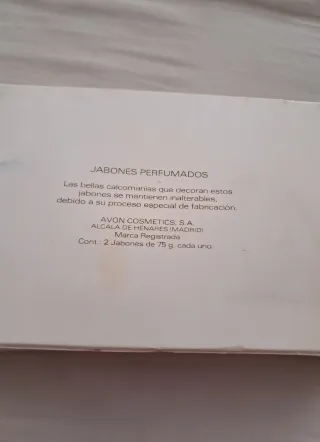 JABONES PERFUMADOS
Las bellas calcomanias que decoran estos
jabones se mantienen inalterables,
debido a su proceso especial de fabricación.
AVON COSMETICS, S.A.
ALCALA DE HENARES (MADRID)
Marca Registrada
Cont.: 2 Jabones de 75 g. cada uno.